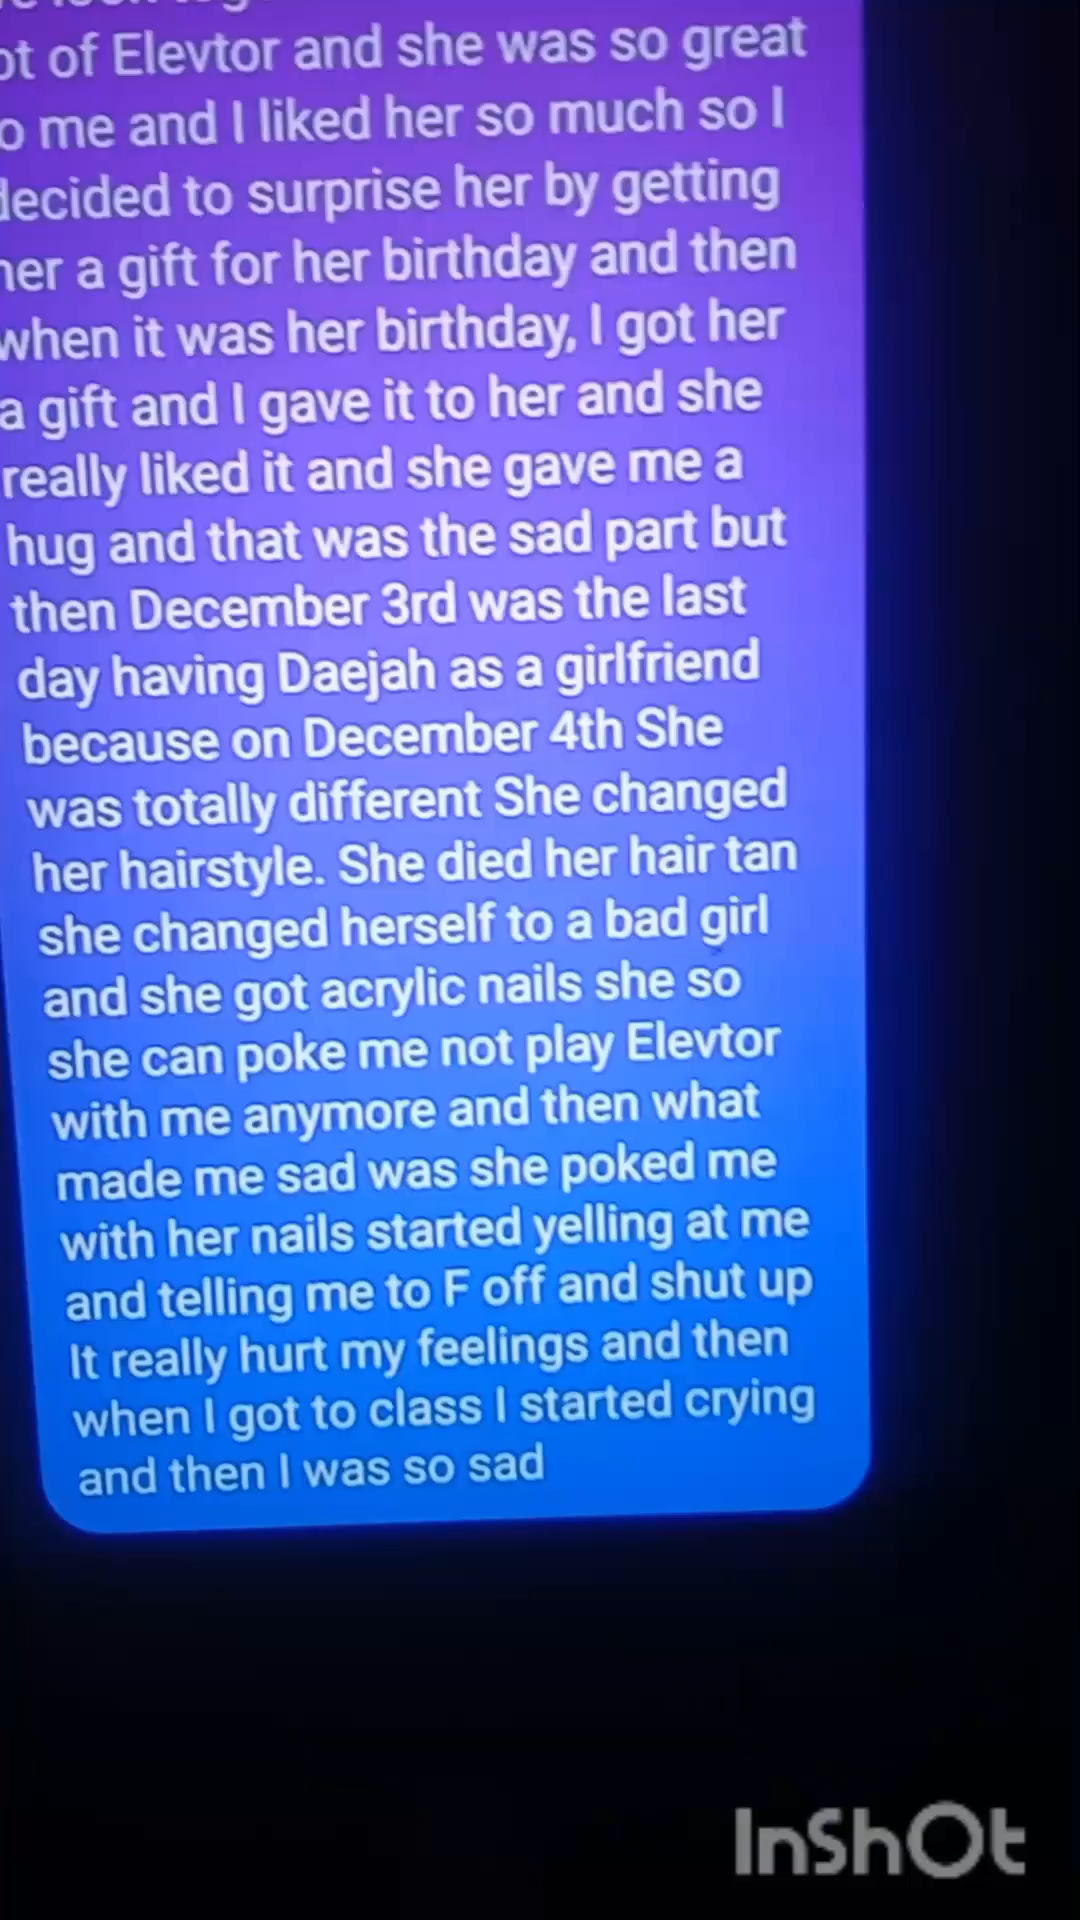 ot of Elevtor and she was so great
o me and I liked her so much so I
decided to surprise her by getting
her a gift for her birthday and then
when it was her birthday, I got her
a gift and I gave it to her and she
really liked it and she gave me a
hug and that was the sad part but
then December 3rd was the last
day having Daejah as a girlfriend
because on December 4th She
was totally different She changed
her hairstyle. She died her hair tan
she changed herself to a bad girl
and she got acrylic nails she so
she can poke me not play Elevtor
with me anymore and then what
made me sad was she poked me
with her nails started yelling at me
and telling me to F off and shut up
It really hurt my feelings and then
when I got to class I started crying
and then I was so sad
InShOt